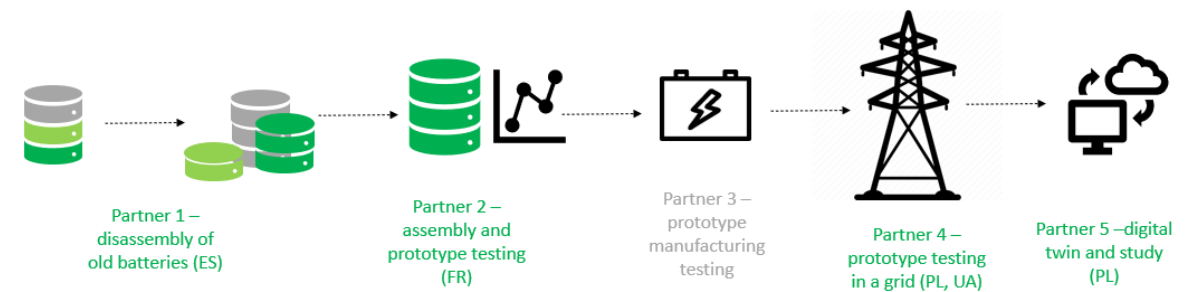 Partner 1 –
disassembly of
old batteries (ES)
Partner 2 –
assembly and
prototype testing
(FR)
Partner 3 –
prototype
manufacturing
testing
Partner 4 –
prototype testing
in a grid (PL, UA)
Partner 5 –digital
twin and study
(PL)